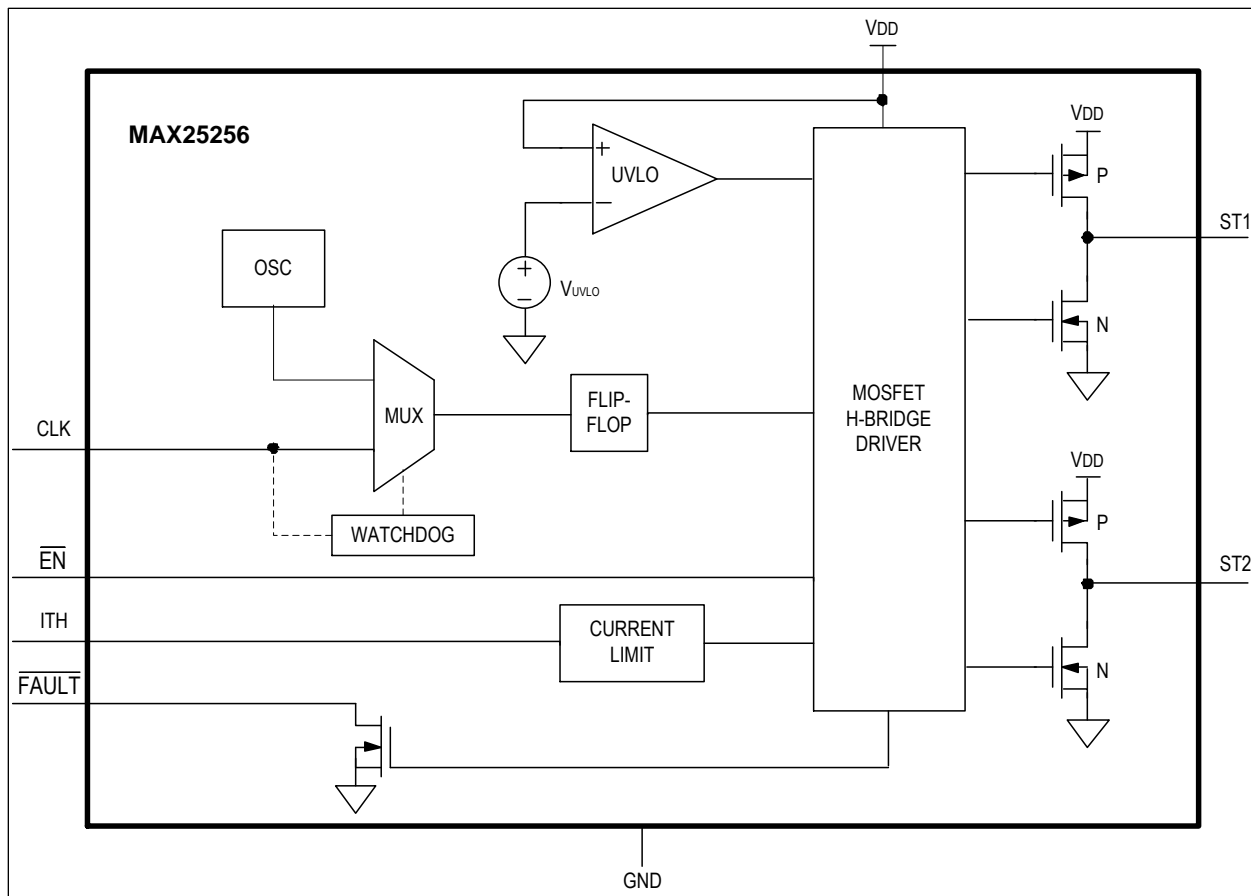 VDD
MAX25256
VDD
+
UVLO
−
P
ST1
OSC
+
−
VUVLO
N
MUX
FLIP-
FLOP
MOSFET
H-BRIDGE
DRIVER
CLK
VDD
WATCHDOG
P
EN
ST2
ITH
CURRENT
LIMIT
N
FAULT
GND